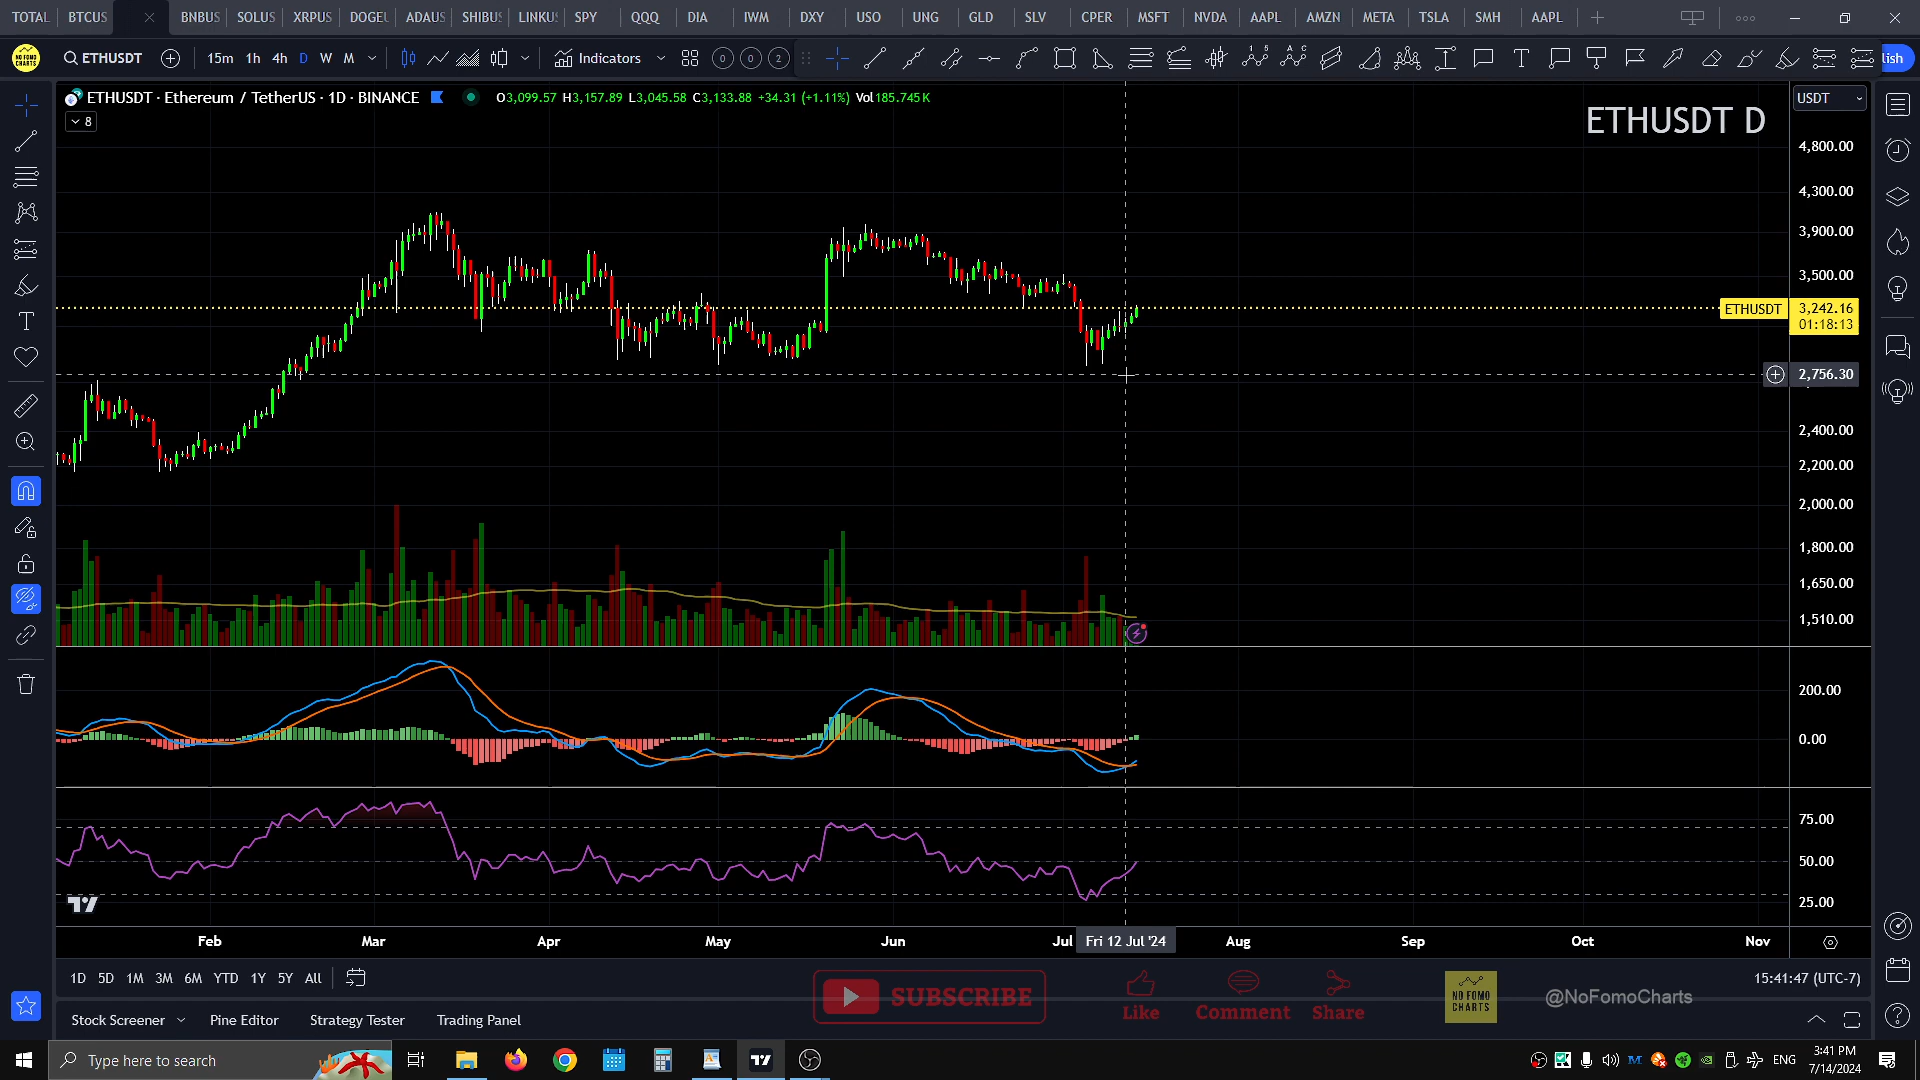 TOTAL BTCUS BNBUS SOLUS XRPUS DOGEU ADAUS SHIBUS LINKUS SPY QQQ DIA IWM DXY USO UNG GLD SLV CPER MSFT NVDA AAPL AMZN META TSLA SMH AAPL
NO FOMO CHARTS ETHUSDT 15m 1h 4h D W M Indicators 0 0 2 lish
ETHUSDT · Ethereum / TetherUS · 1D · BINANCE O3,099.57 H3,157.89 L3,045.58 C3,133.88 +34.31 (+1.11%) Vol185.745K
USDT
8
ETHUSDT D
4,800.00
4,300.00
3,900.00
3,500.00
ETHUSDT 3,242.16
01:18:13
2,756.30
2,400.00
2,200.00
2,000.00
1,800.00
1,650.00
1,510.00
200.00
0.00
75.00
50.00
25.00
Feb Mar Apr May Jun Jul Fri 12 Jul '24 Aug Sep Oct Nov
1D 5D 1M 3M 6M YTD 1Y 5Y All
15:41:47 (UTC-7)
SUBSCRIBE
Like Comment Share
NO FOMO
CHARTS
@NoFomoCharts
Stock Screener Pine Editor Strategy Tester Trading Panel
Type here to search
ENG
3:41 PM
7/14/2024